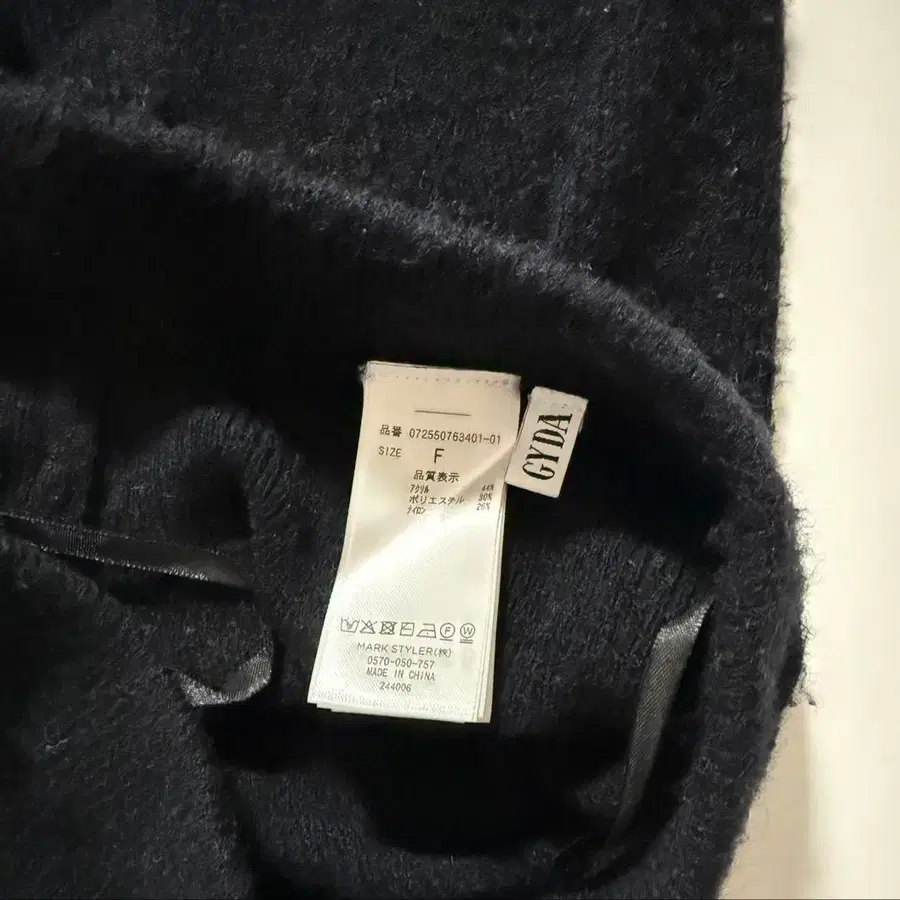 品番 072550763401-01
SIZE F
品質表示
アクリル 44%
ポリエステル 30%
ナイロン 26%
MARK STYLER(株)
0570-050-757
MADE IN CHINA
244006
GYDA